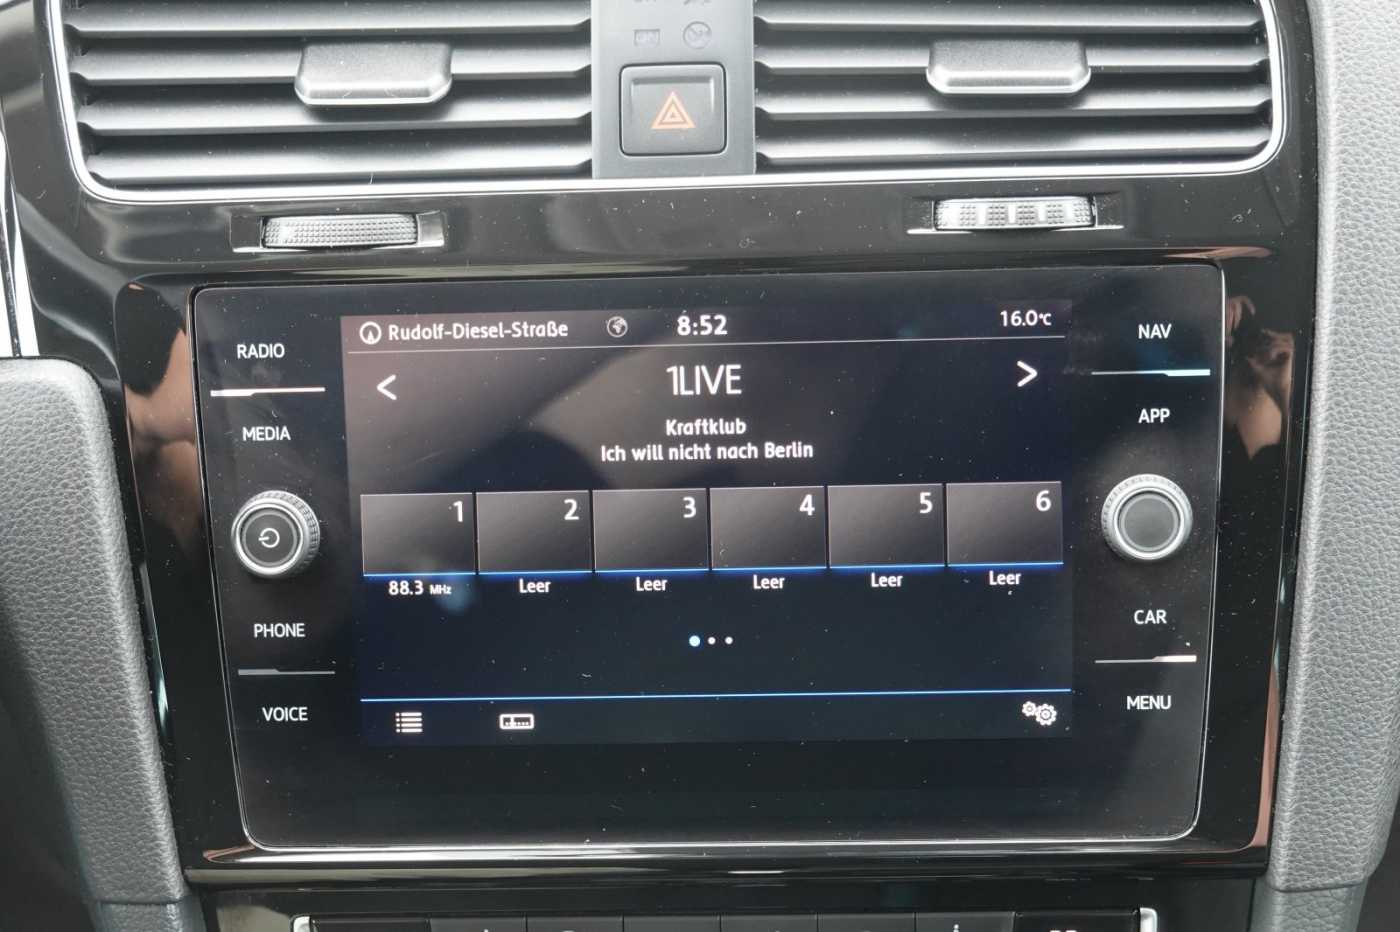 ON
RADIO
MEDIA
PHONE
VOICE
Rudolf-Diesel-Straße
8:52
16.0°C
< 1LIVE >
Kraftklub
Ich will nicht nach Berlin
1 2 3 4 5 6
88.3 MHz Leer Leer Leer Leer Leer
NAV
APP
CAR
MENU